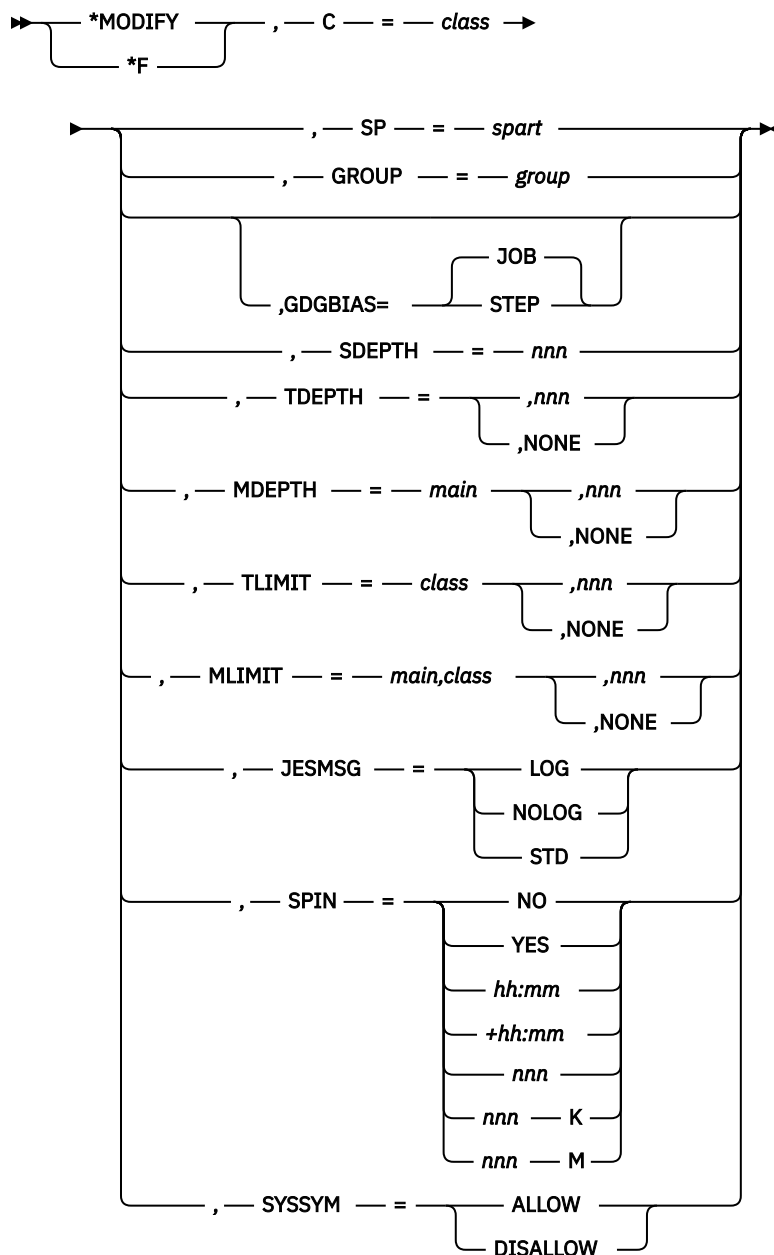 *MODIFY , C = class
*F
, SP = spart
, GROUP = group
JOB
,GDGBIAS= STEP
, SDEPTH = nnn
, TDEPTH = ,nnn
,NONE
, MDEPTH = main ,nnn
,NONE
, TLIMIT = class ,nnn
,NONE
, MLIMIT = main,class ,nnn
,NONE
, JESMSG = LOG
NOLOG
STD
, SPIN = NO
YES
hh:mm
+hh:mm
nnn
nnn K
nnn M
, SYSSYM = ALLOW
DISALLOW